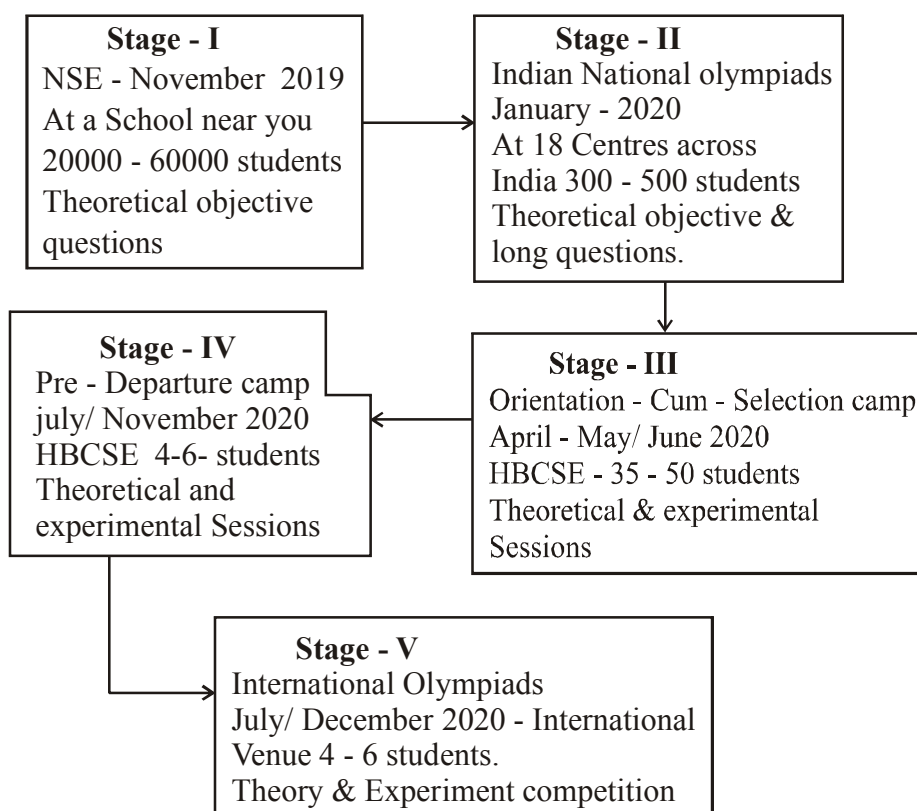 Stage - I
NSE - November 2019
At a School near you
20000 - 60000 students
Theoretical objective
questions
Stage - II
Indian National olympiads
January - 2020
At 18 Centres across
India 300 - 500 students
Theoretical objective &
long questions.
Stage - III
Orientation - Cum - Selection camp
April - May/ June 2020
HBCSE - 35 - 50 students
Theoretical & experimental
Sessions
Stage - IV
Pre - Departure camp
july/ November 2020
HBCSE 4-6- students
Theoretical and
experimental Sessions
Stage - V
International Olympiads
July/ December 2020 - International
Venue 4 - 6 students.
Theory & Experiment competition